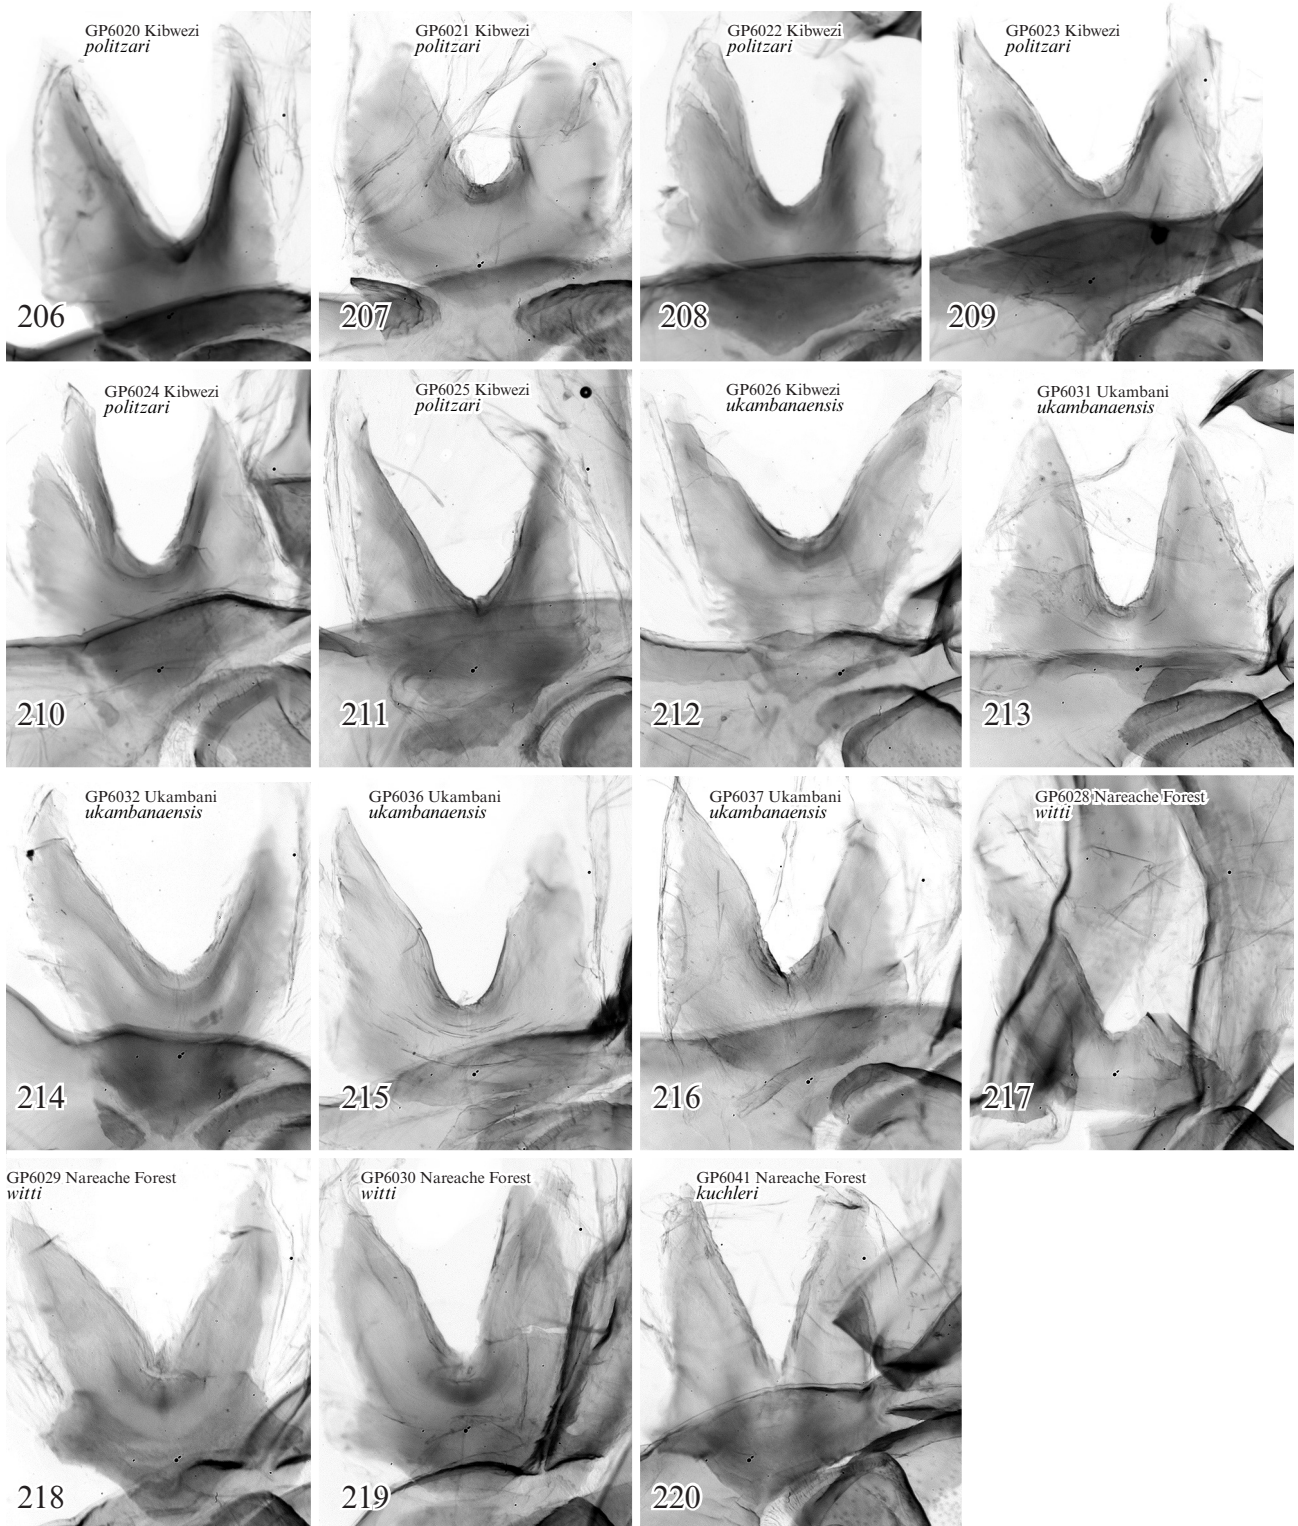 GP6020 Kibwezi
politzari
206
GP6021 Kibwezi
politzari
207
GP6022 Kibwezi
politzari
208
GP6023 Kibwezi
politzari
209
GP6024 Kibwezi
politzari
210
GP6025 Kibwezi
politzari
211
GP6026 Kibwezi
ukambanaensis
212
GP6031 Ukambani
ukambanaensis
213
GP6032 Ukambani
ukambanaensis
214
GP6036 Ukambani
ukambanaensis
215
GP6037 Ukambani
ukambanaensis
216
GP6028 Nareache Forest
witti
217
GP6029 Nareache Forest
witti
218
GP6030 Nareache Forest
witti
219
GP6041 Nareache Forest
kuchleri
220